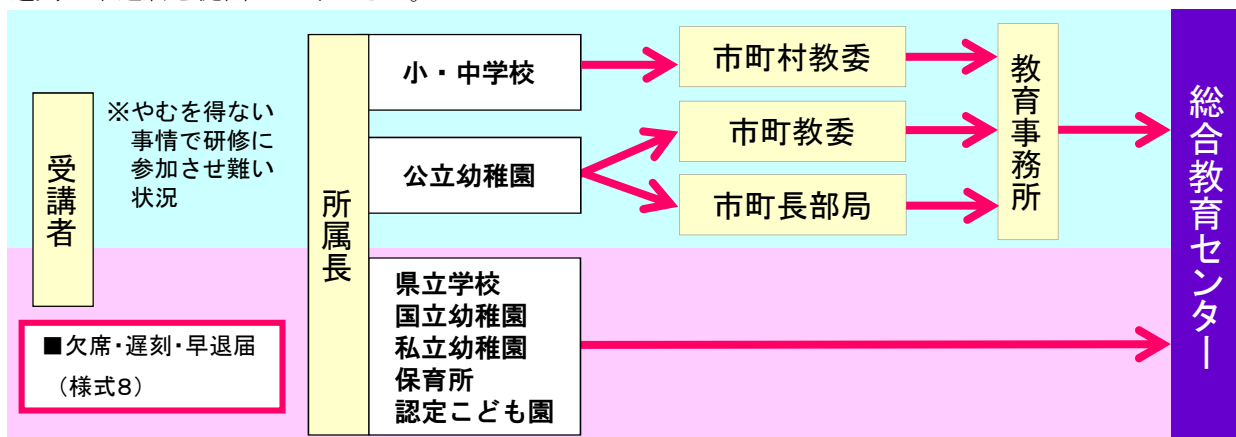 受講者
※やむを得ない
事情で研修に
参加させ難い
状況
■欠席・遅刻・早退届
（様式8）
所属長
小・中学校
公立幼稚園
県立学校
国立幼稚園
私立幼稚園
保育所
認定こども園
市町村教委
市町教委
市町長部局
教育事務所
総合教育センター